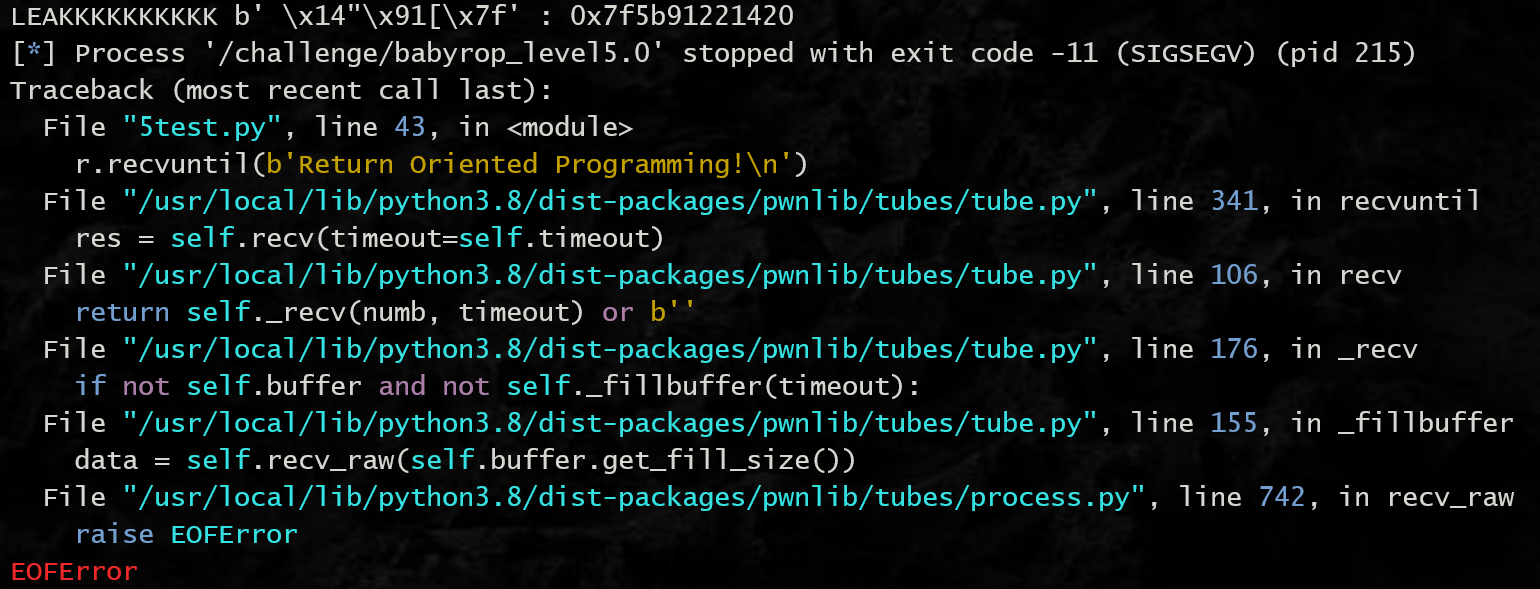 LEAKKKKKKKKKK b' \x14"\x91[\x7f' : 0x7f5b91221420
[*] Process '/challenge/babyrop_level5.0' stopped with exit code -11 (SIGSEGV) (pid 215)
Traceback (most recent call last):
  File "5test.py", line 43, in <module>
    r.recvuntil(b'Return Oriented Programming!\n')
  File "/usr/local/lib/python3.8/dist-packages/pwnlib/tubes/tube.py", line 341, in recvuntil
    res = self.recv(timeout=self.timeout)
  File "/usr/local/lib/python3.8/dist-packages/pwnlib/tubes/tube.py", line 106, in recv
    return self._recv(numb, timeout) or b''
  File "/usr/local/lib/python3.8/dist-packages/pwnlib/tubes/tube.py", line 176, in _recv
    if not self.buffer and not self._fillbuffer(timeout):
  File "/usr/local/lib/python3.8/dist-packages/pwnlib/tubes/tube.py", line 155, in _fillbuffer
    data = self.recv_raw(self.buffer.get_fill_size())
  File "/usr/local/lib/python3.8/dist-packages/pwnlib/tubes/process.py", line 742, in recv_raw
    raise EOFError
EOFError